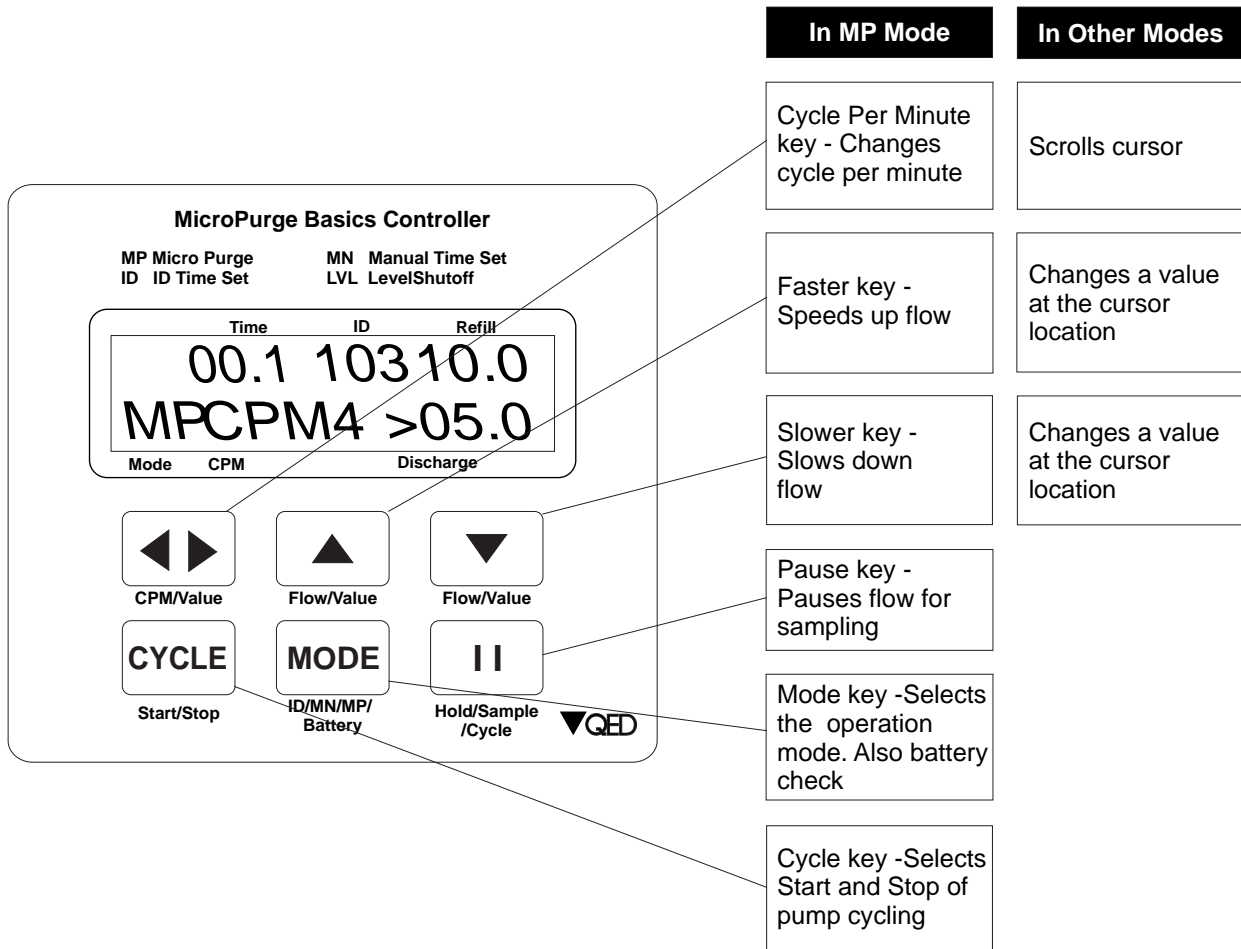 In MP Mode
In Other Modes
Cycle Per Minute
key - Changes
cycle per minute
Scrolls cursor
Faster key -
Speeds up flow
Changes a value
at the cursor
location
Slower key -
Slows down
flow
Changes a value
at the cursor
location
Pause key -
Pauses flow for
sampling
Mode key -Selects
the operation
mode. Also battery
check
Cycle key -Selects
Start and Stop of
pump cycling
MicroPurge Basics Controller
MP Micro Purge MN Manual Time Set
ID ID Time Set LVL LevelShutoff
Time ID Refill
00.1 103 10.0
MPCPM4 >05.0
Mode CPM Discharge
CPM/Value Flow/Value Flow/Value
CYCLE MODE II
Start/Stop
ID/MN/MP/
Battery
Hold/Sample
/Cycle
QED